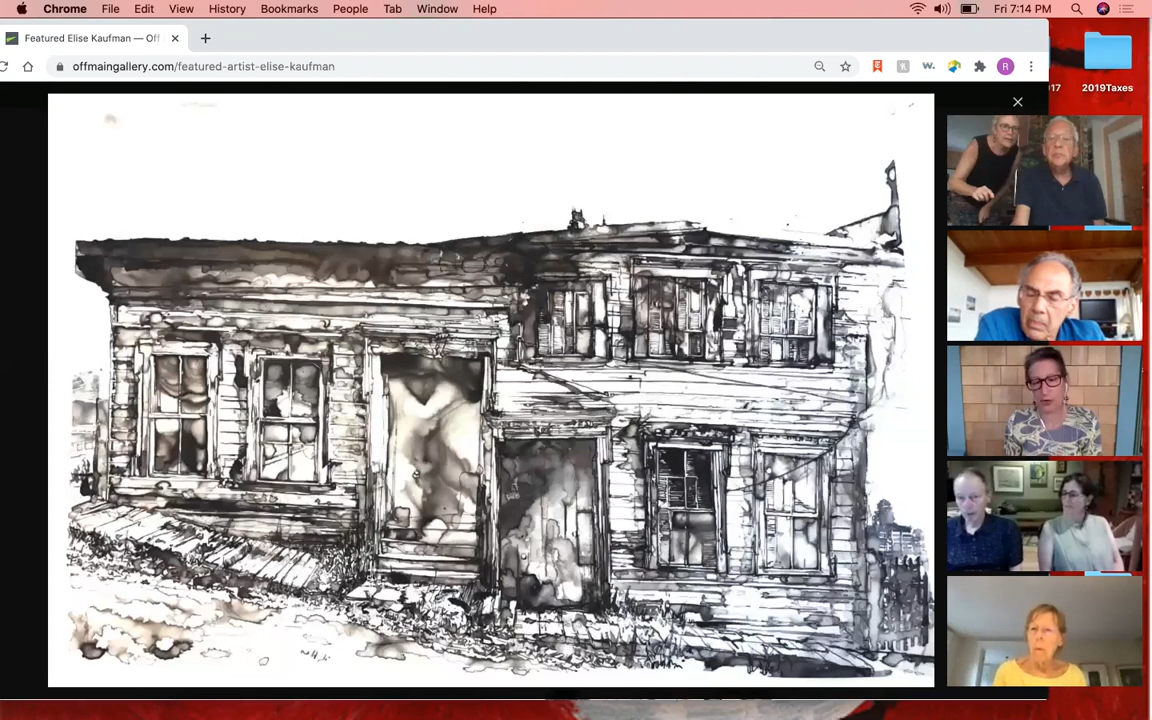 Chrome File Edit View History Bookmarks People Tab Window Help Fri 7:14 PM
Featured Elise Kaufman — Off
offmaingallery.com/featured-artist-elise-kaufman
R
17 2019Taxes